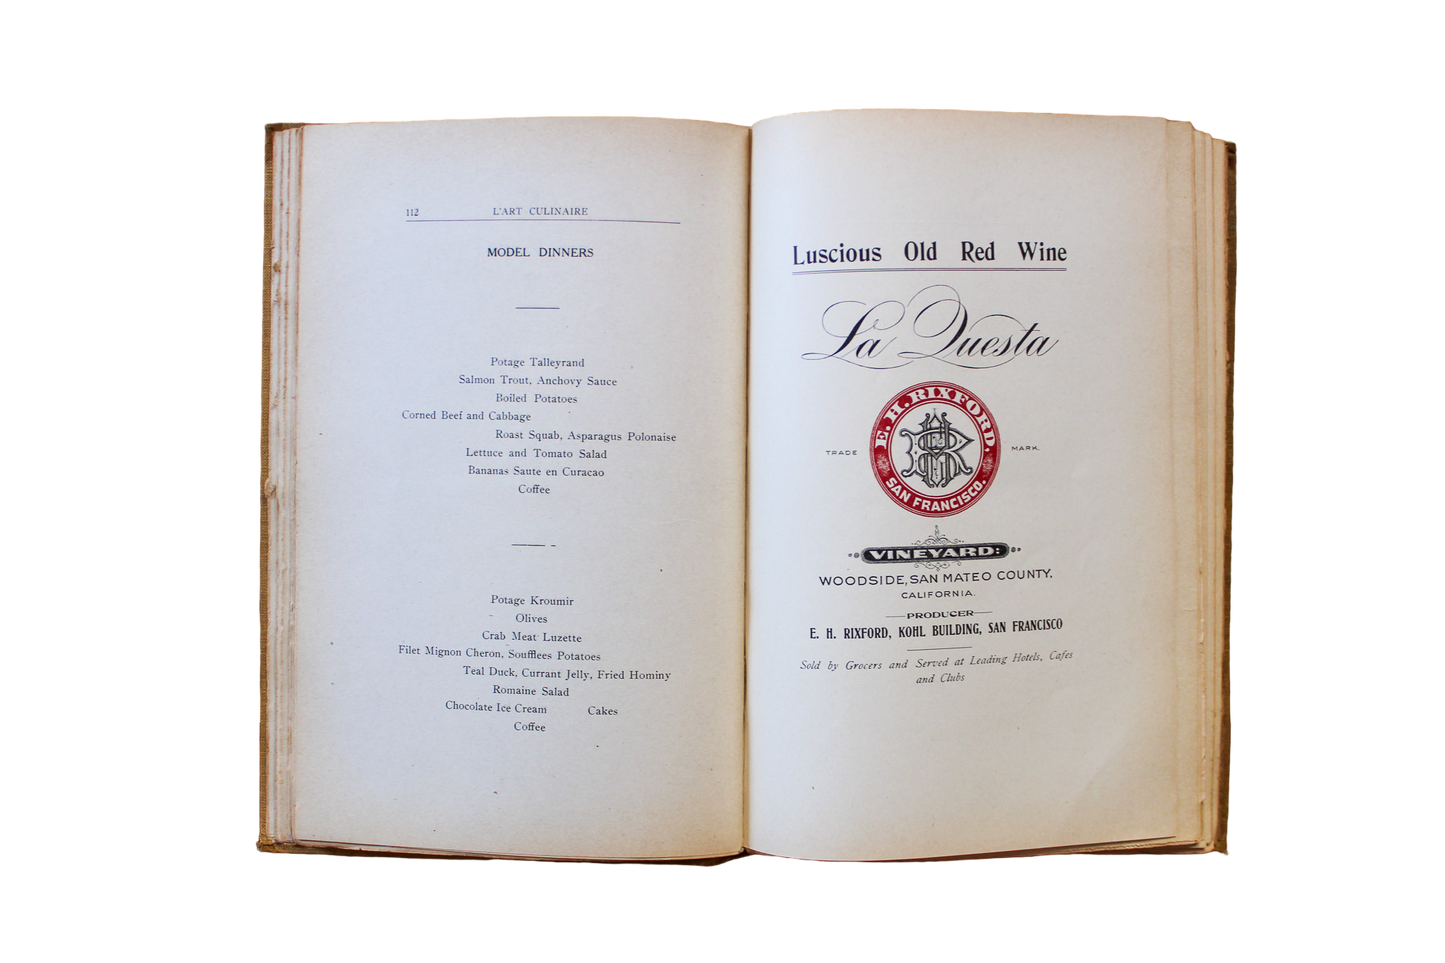 112 L'ART CULINAIRE
MODEL DINNERS
Potage Talleyrand
Salmon Trout, Anchovy Sauce
Boiled Potatoes
Corned Beef and Cabbage
Roast Squab, Asparagus Polonaise
Lettuce and Tomato Salad
Bananas Saute en Curacao
Coffee
Potage Kroumir
Olives
Crab Meat Luzette
Filet Mignon Cheron, Soufflees Potatoes
Teal Duck, Currant Jelly, Fried Hominy
Romaine Salad
Chocolate Ice Cream Cakes
Coffee
Luscious Old Red Wine
La Questa
E. H. RIXFORD.
TRADE MARK.
SAN FRANCISCO.
VINEYARD:
WOODSIDE, SAN MATEO COUNTY.
CALIFORNIA.
PRODUCER
E. H. RIXFORD, KOHL BUILDING, SAN FRANCISCO
Sold by Grocers and Served at Leading Hotels, Cafes
and Clubs